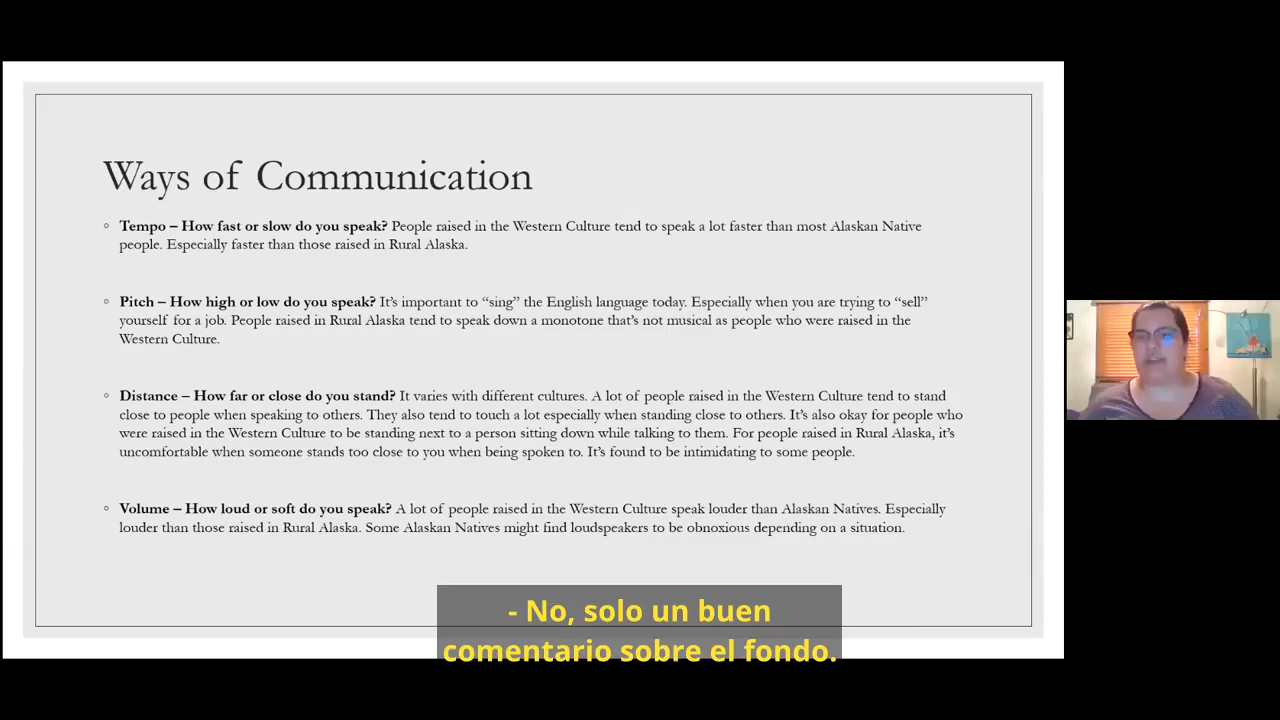 Ways of Communication
◦ Tempo – How fast or slow do you speak? People raised in the Western Culture tend to speak a lot faster than most Alaskan Native
people. Especially faster than those raised in Rural Alaska.
◦ Pitch – How high or low do you speak? It's important to “sing” the English language today. Especially when you are trying to “sell”
yourself for a job. People raised in Rural Alaska tend to speak down a monotone that's not musical as people who were raised in the
Western Culture.
◦ Distance – How far or close do you stand? It varies with different cultures. A lot of people raised in the Western Culture tend to stand
close to people when speaking to others. They also tend to touch a lot especially when standing close to others. It's also okay for people who
were raised in the Western Culture to be standing next to a person sitting down while talking to them. For people raised in Rural Alaska, it's
uncomfortable when someone stands too close to you when being spoken to. It's found to be intimidating to some people.
◦ Volume – How loud or soft do you speak? A lot of people raised in the Western Culture speak louder than Alaskan Natives. Especially
louder than those raised in Rural Alaska. Some Alaskan Natives might find loudspeakers to be obnoxious depending on a situation.
- No, solo un buen
comentario sobre el fondo.